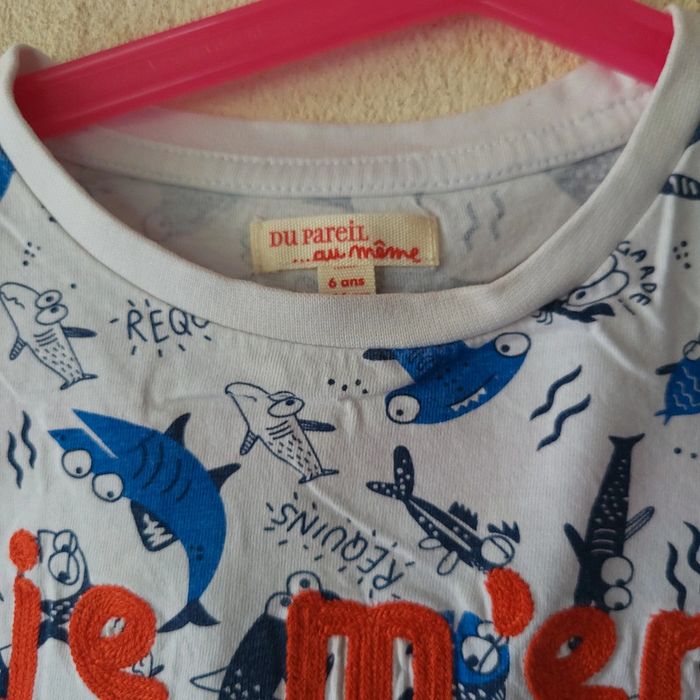 DU PAREIL
...au même
6 ans
GARDE!
REQU
REQUINS
je m'en